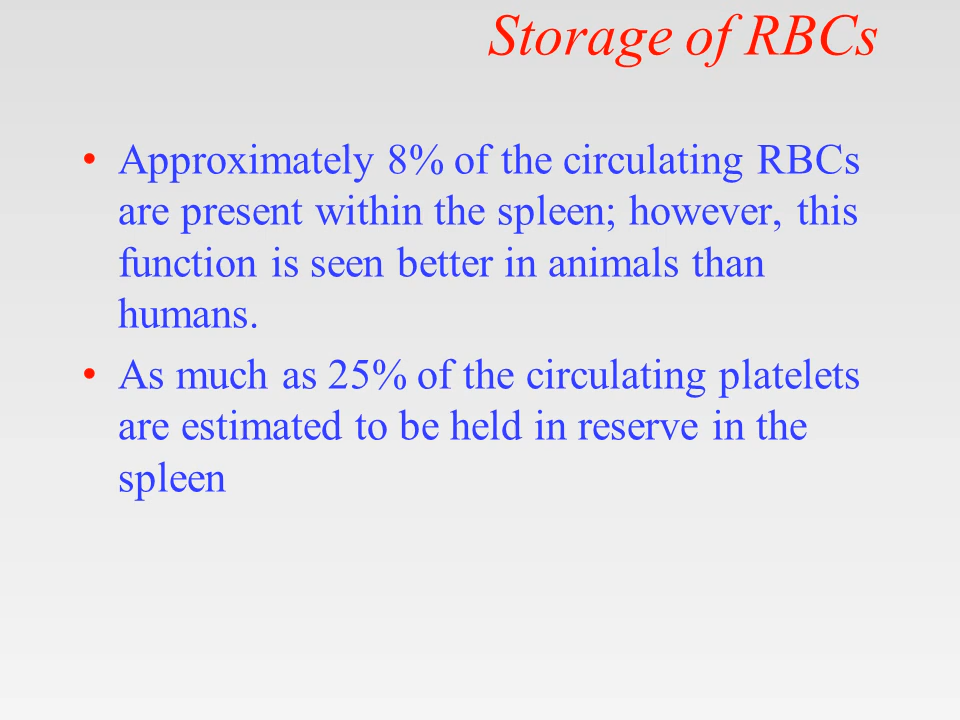 Storage of RBCs
• Approximately 8% of the circulating RBCs
are present within the spleen; however, this
function is seen better in animals than
humans.
• As much as 25% of the circulating platelets
are estimated to be held in reserve in the
spleen